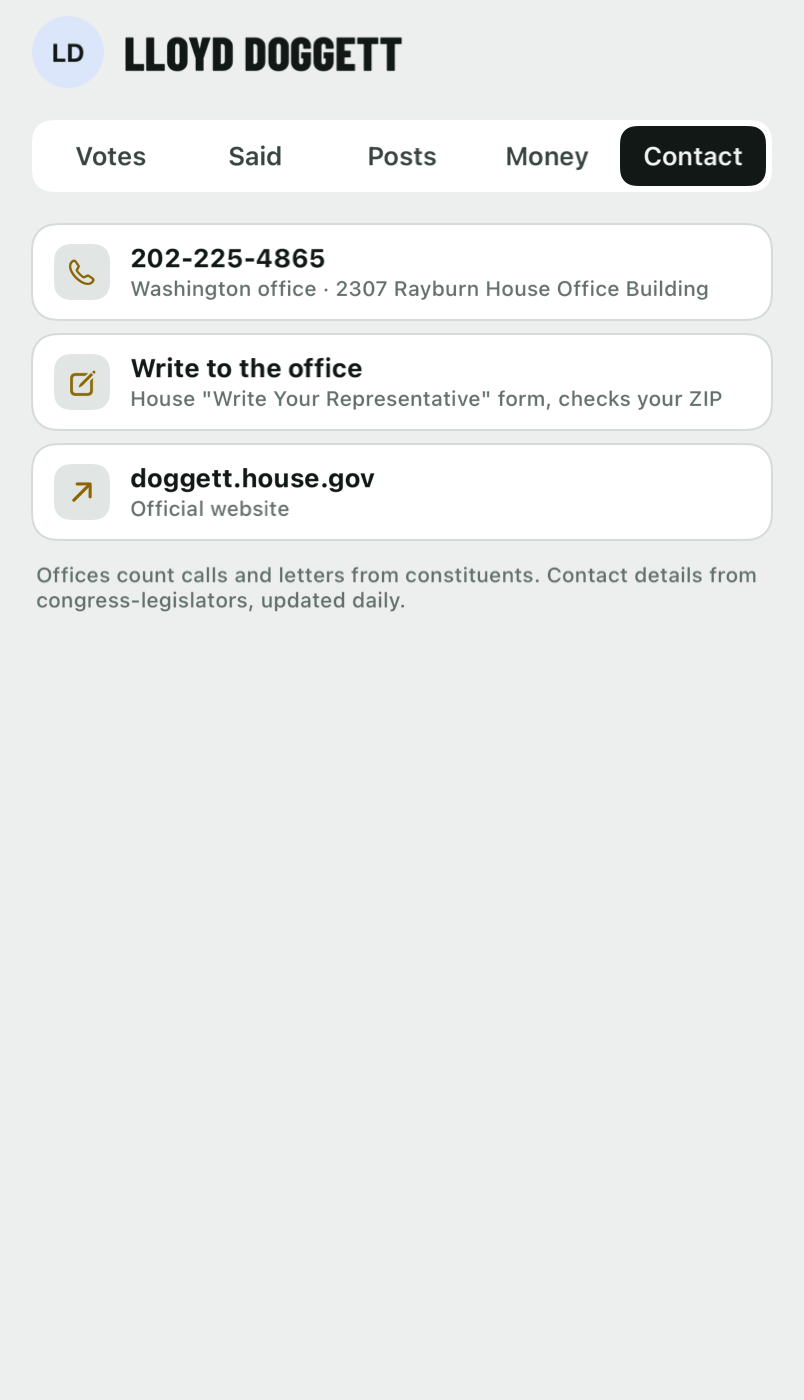 LD
LLOYD DOGGETT
Votes
Said
Posts
Money
Contact
202-225-4865
Washington office · 2307 Rayburn House Office Building
Write to the office
House "Write Your Representative" form, checks your ZIP
doggett.house.gov
Official website
Offices count calls and letters from constituents. Contact details from
congress-legislators, updated daily.